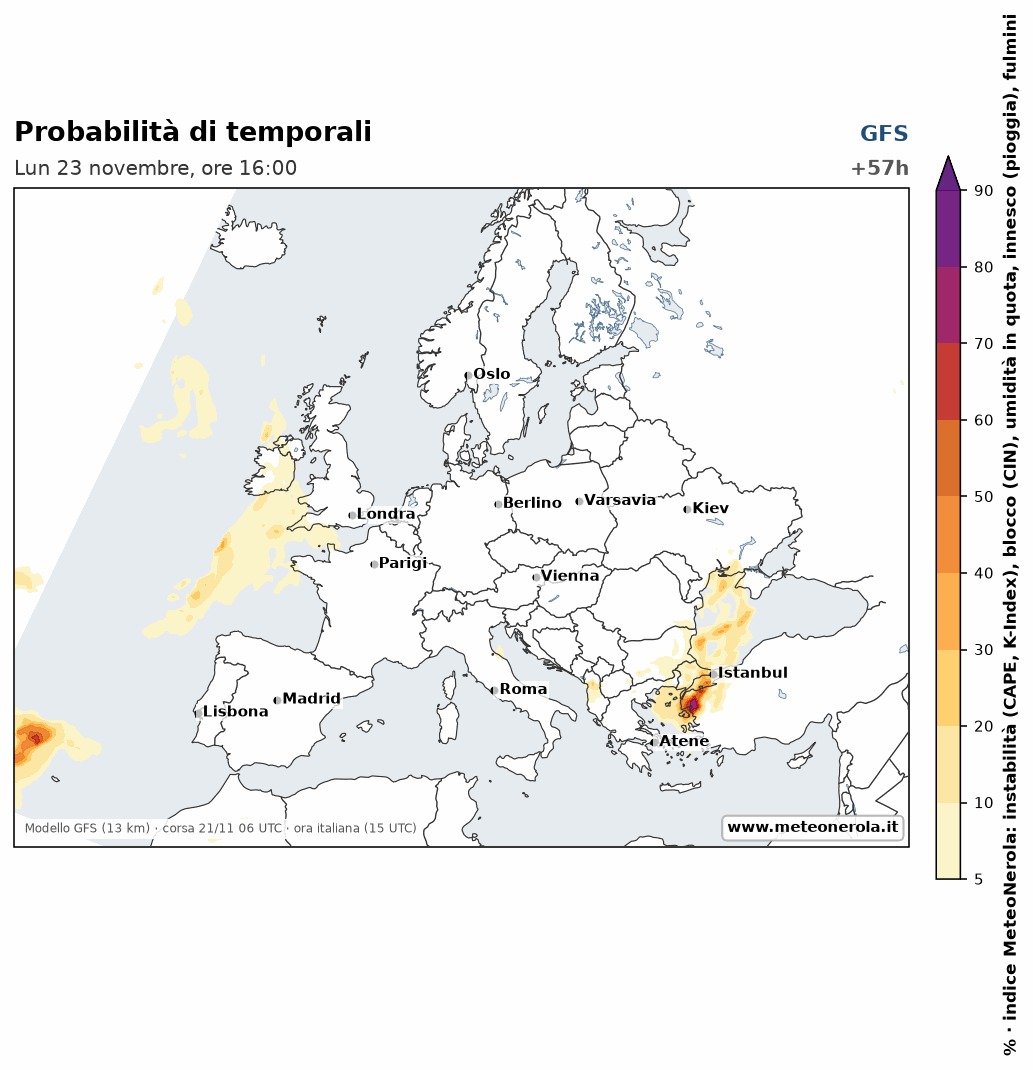 Probabilità di temporali
GFS
Lun 23 novembre, ore 16:00
+57h
Oslo
Londra
Berlino
Varsavia
Kiev
Parigi
Vienna
Istanbul
Roma
Madrid
Lisbona
Atene
Modello GFS (13 km) · corsa 21/11 06 UTC · ora italiana (15 UTC)
www.meteonerola.it
90
80
70
60
50
40
30
20
10
5
% · indice MeteoNerola: instabilità (CAPE, K-Index), blocco (CIN), umidità in quota, innesco (pioggia), fulmini